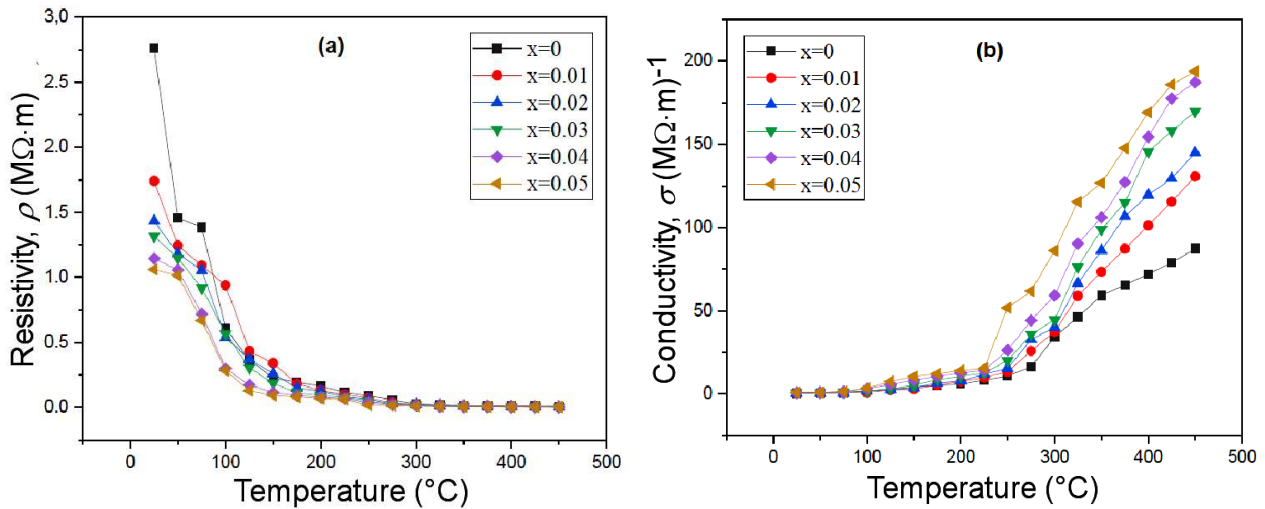 3,0
2.5
2.0
1.5
1.0
0.5
0.0
0
100
200
300
400
500
Temperature (°C)
Resistivity, ρ (MΩ·m)
(a)
x=0
x=0.01
x=0.02
x=0.03
x=0.04
x=0.05
200
150
100
50
0
0
100
200
300
400
500
Temperature (°C)
Conductivity, σ (MΩ·m)-1
(b)
x=0
x=0.01
x=0.02
x=0.03
x=0.04
x=0.05